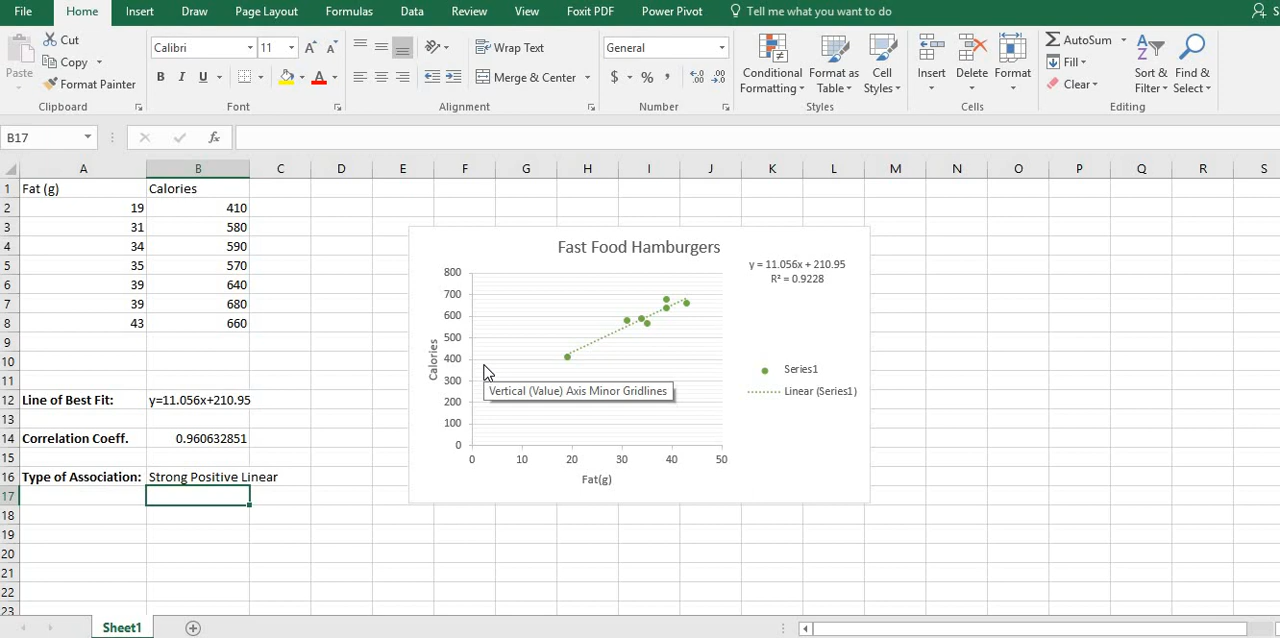 File Home Insert Draw Page Layout Formulas Data Review View Foxit PDF Power Pivot Tell me what you want to do S
Paste
Cut
Copy
Format Painter
Clipboard
Calibri 11 A A
B I U A
Font
Wrap Text
Merge & Center
Alignment
General
$ % , .00
Number
Conditional Formatting
Format as Table
Cell Styles
Styles
Insert Delete Format
Cells
AutoSum
Fill
Clear
Sort & Filter
Find & Select
Editing
B17 fx
A B C D E F G H I J K L M N O P Q R S
1 Fat (g) Calories
2 19 410
3 31 580
4 34 590
5 35 570
6 39 640
7 39 680
8 43 660
9
10
11
12 Line of Best Fit: y=11.056x+210.95
13
14 Correlation Coeff. 0.960632851
15
16 Type of Association: Strong Positive Linear
17
18
19
20
21
22
23
Fast Food Hamburgers
y = 11.056x + 210.95
R² = 0.9228
800
700
600
500
400
300
200
100
0
Calories
0 10 20 30 40 50
Fat(g)
Series1
Linear (Series1)
Vertical (Value) Axis Minor Gridlines
Sheet1